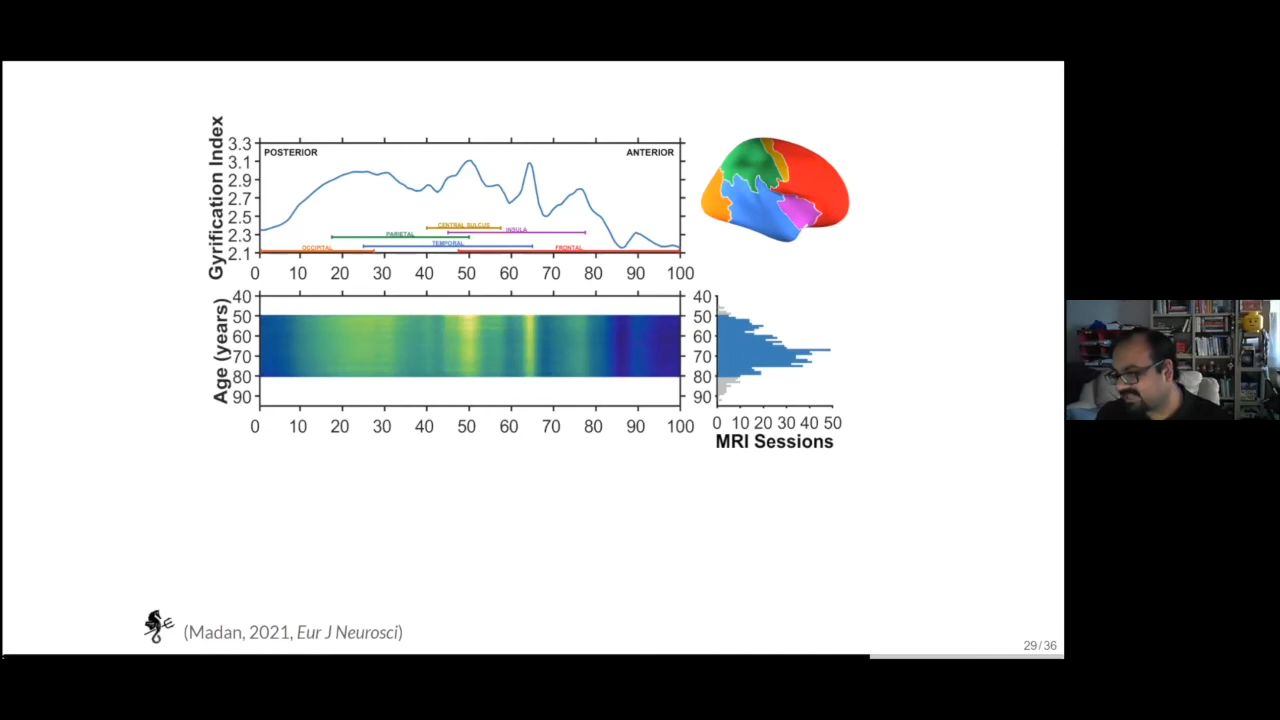 Gyrification Index
3.3
3.1
2.9
2.7
2.5
2.3
2.1
POSTERIOR
ANTERIOR
CENTRAL SULCUS
INSULA
PARIETAL
TEMPORAL
OCCIPITAL
FRONTAL
0 10 20 30 40 50 60 70 80 90 100
Age (years)
40
50
60
70
80
90
0 10 20 30 40 50 60 70 80 90 100
40
50
60
70
80
90
0 10 20 30 40 50
MRI Sessions
(Madan, 2021, Eur J Neurosci)
29/36